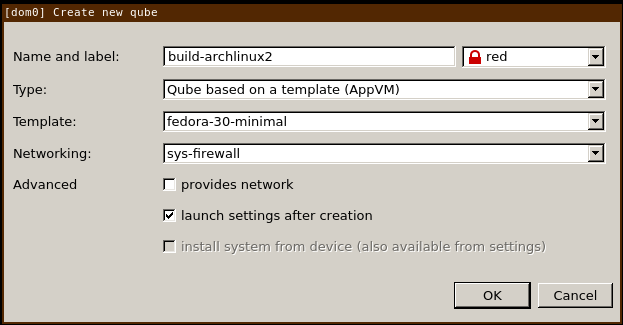 [dom0] Create new qube
Name and label: build-archlinux2 red
Type: Qube based on a template (AppVM)
Template: fedora-30-minimal
Networking: sys-firewall
Advanced provides network
launch settings after creation
install system from device (also available from settings)
OK Cancel